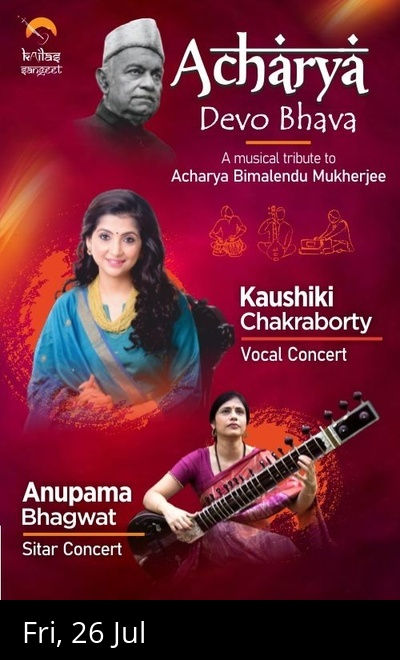 kailas
sangeet
Achārya
Devo Bhava
A musical tribute to
Acharya Bimalendu Mukherjee
Kaushiki
Chakraborty
Vocal Concert
Anupama
Bhagwat
Sitar Concert
Fri, 26 Jul